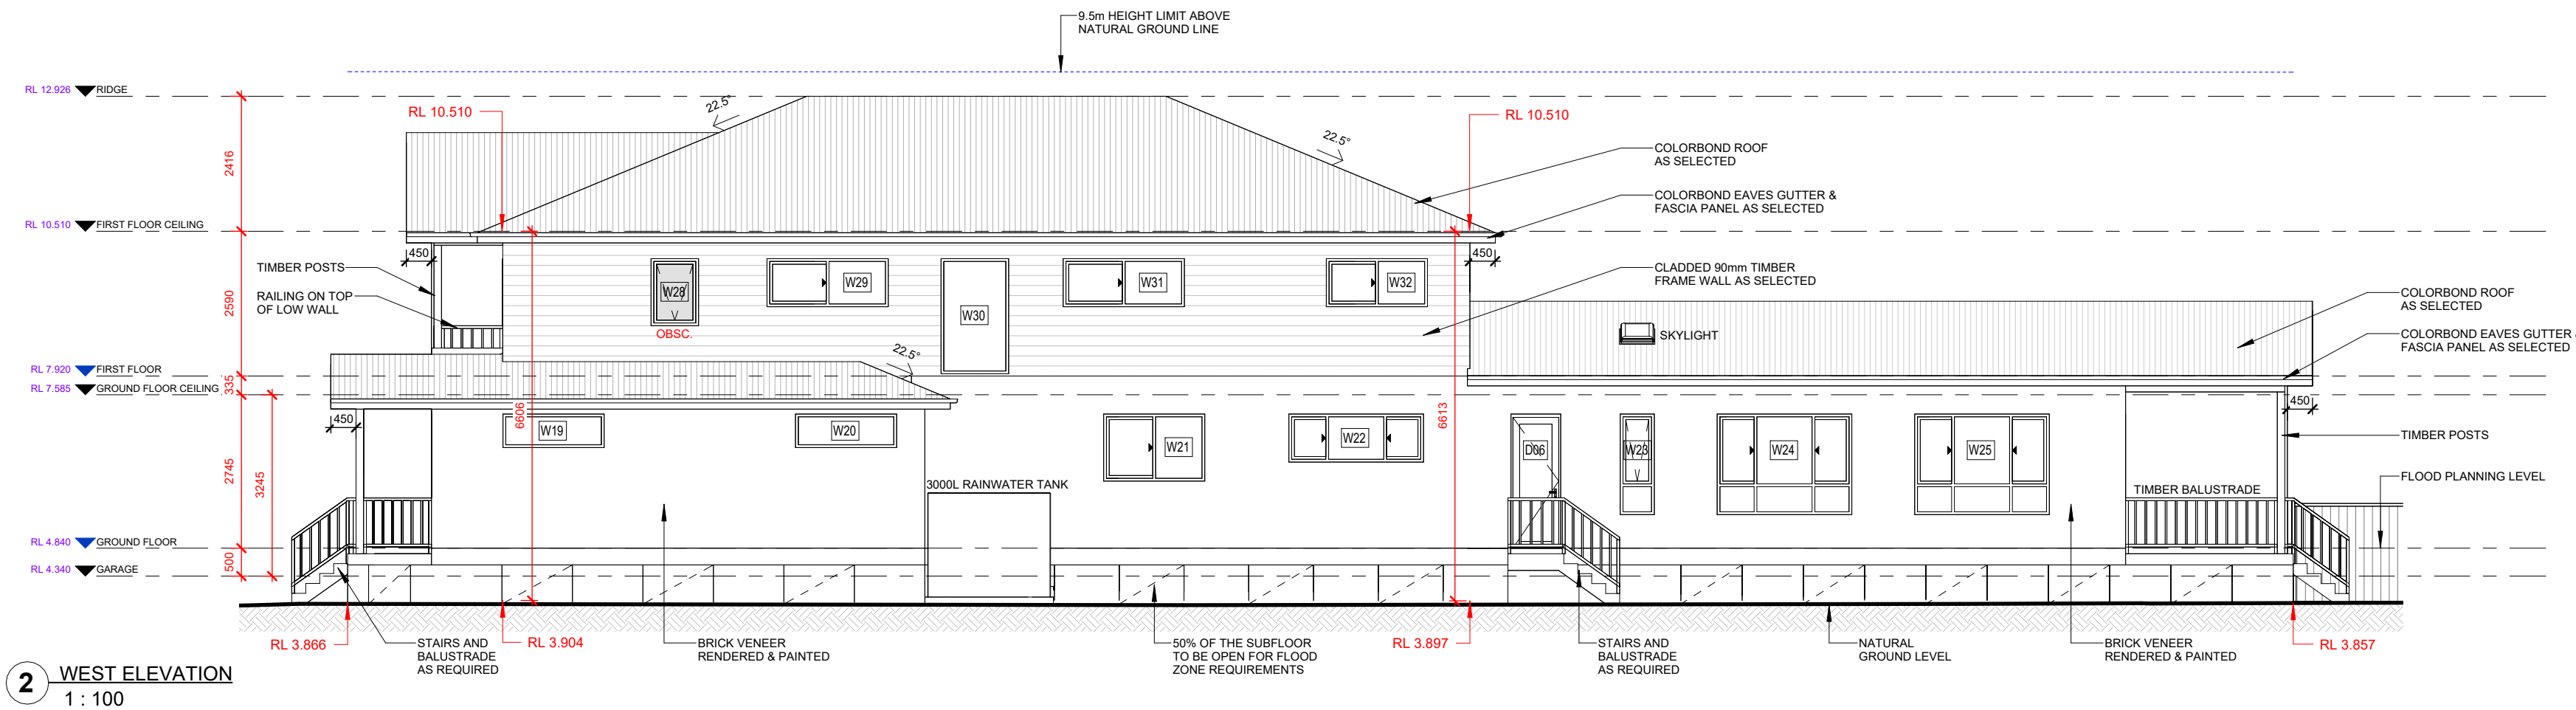 9.5m HEIGHT LIMIT ABOVE
NATURAL GROUND LINE
RL 12.926 RIDGE
22.5°
RL 10.510
RL 10.510
22.5°
2416
COLORBOND ROOF
AS SELECTED
COLORBOND EAVES GUTTER &
FASCIA PANEL AS SELECTED
RL 10.510 FIRST FLOOR CEILING
450
450
TIMBER POSTS
RAILING ON TOP
OF LOW WALL
2590
W28
OBSC.
W29
W30
W31
W32
CLADDED 90mm TIMBER
FRAME WALL AS SELECTED
COLORBOND ROOF
AS SELECTED
SKYLIGHT
COLORBOND EAVES GUTTER &
FASCIA PANEL AS SELECTED
22.5°
RL 7.920 FIRST FLOOR
335
RL 7.585 GROUND FLOOR CEILING
450
6606
6613
450
W19
W20
W21
W22
D06
W23
W24
W25
TIMBER POSTS
2745
3245
3000L RAINWATER TANK
TIMBER BALUSTRADE
FLOOD PLANNING LEVEL
RL 4.840 GROUND FLOOR
500
RL 4.340 GARAGE
RL 3.866
STAIRS AND
BALUSTRADE
AS REQUIRED
RL 3.904
BRICK VENEER
RENDERED & PAINTED
50% OF THE SUBFLOOR
TO BE OPEN FOR FLOOD
ZONE REQUIREMENTS
RL 3.897
STAIRS AND
BALUSTRADE
AS REQUIRED
NATURAL
GROUND LEVEL
BRICK VENEER
RENDERED & PAINTED
RL 3.857
2 WEST ELEVATION
1 : 100